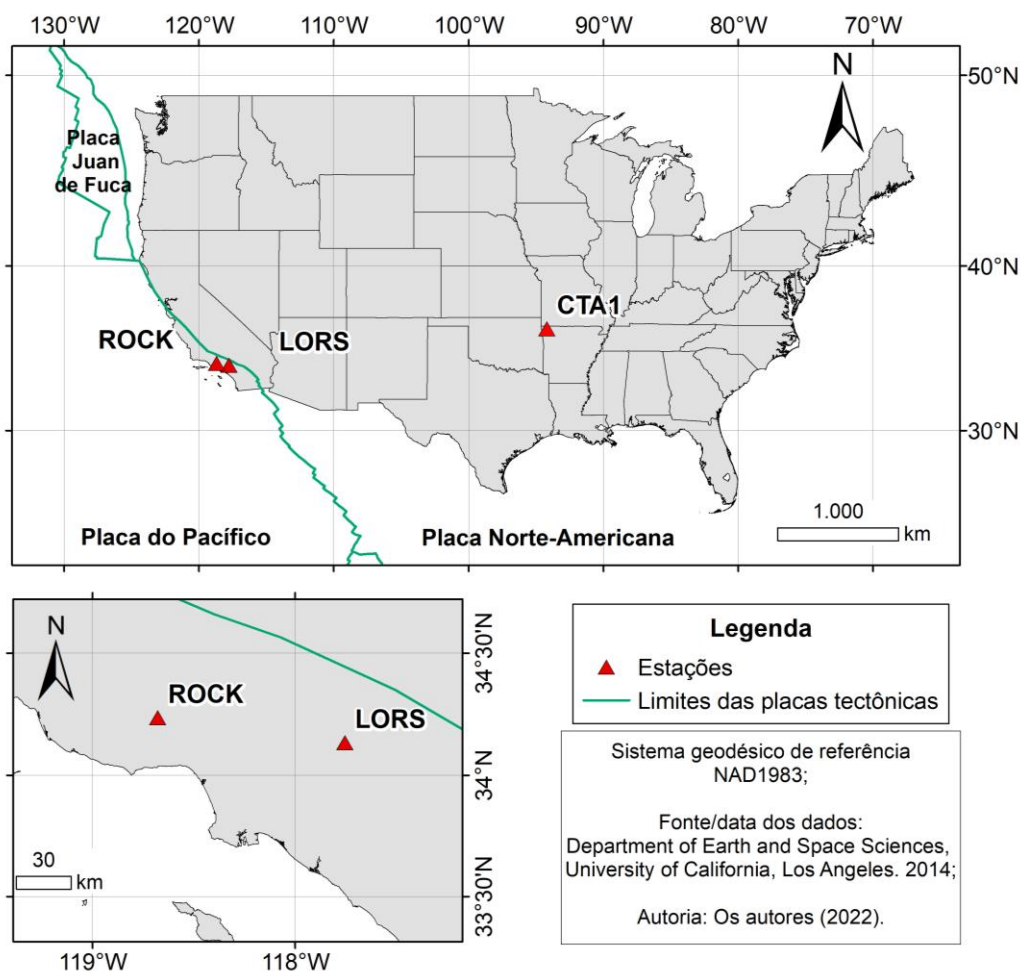 130°W 120°W 110°W 100°W 90°W 80°W 70°W
50°N
N
Placa
Juan
de Fuca
40°N
CTA1
ROCK
LORS
30°N
1.000
km
Placa do Pacífico
Placa Norte-Americana
N
34°30'N
ROCK
LORS
34°N
30
km
33°30'N
119°W 118°W
Legenda
Estações
Limites das placas tectônicas
Sistema geodésico de referência
NAD1983;
Fonte/data dos dados:
Department of Earth and Space Sciences,
University of California, Los Angeles. 2014;
Autoria: Os autores (2022).